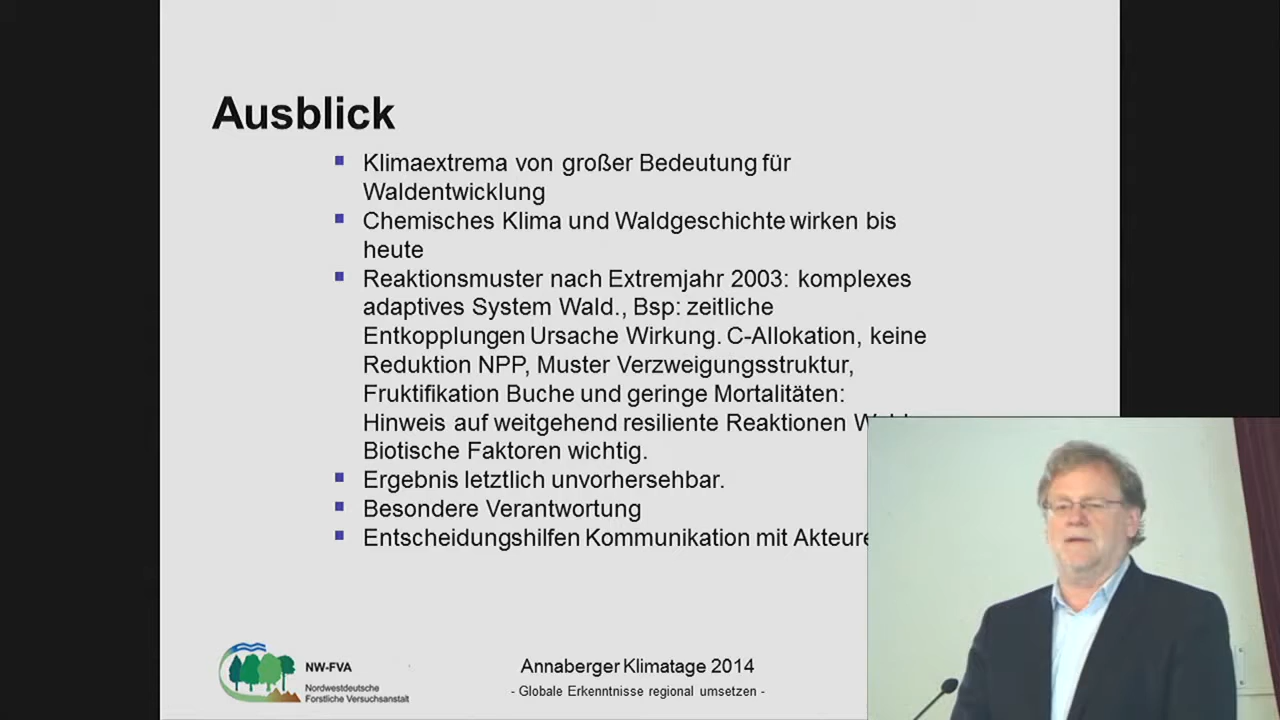 Ausblick
Klimaextrema von großer Bedeutung für
Waldentwicklung
Chemisches Klima und Waldgeschichte wirken bis
heute
Reaktionsmuster nach Extremjahr 2003: komplexes
adaptives System Wald., Bsp: zeitliche
Entkopplungen Ursache Wirkung. C-Allokation, keine
Reduktion NPP, Muster Verzweigungsstruktur,
Fruktifikation Buche und geringe Mortalitäten:
Hinweis auf weitgehend resiliente Reaktionen
Biotische Faktoren wichtig.
Ergebnis letztlich unvorhersehbar.
Besondere Verantwortung
Entscheidungshilfen Kommunikation mit
NW-FVA
Nordwestdeutsche
Forstliche Versuchsanstalt
Annaberger Klimatage 2014
- Globale Erkenntnisse regional umsetzen -